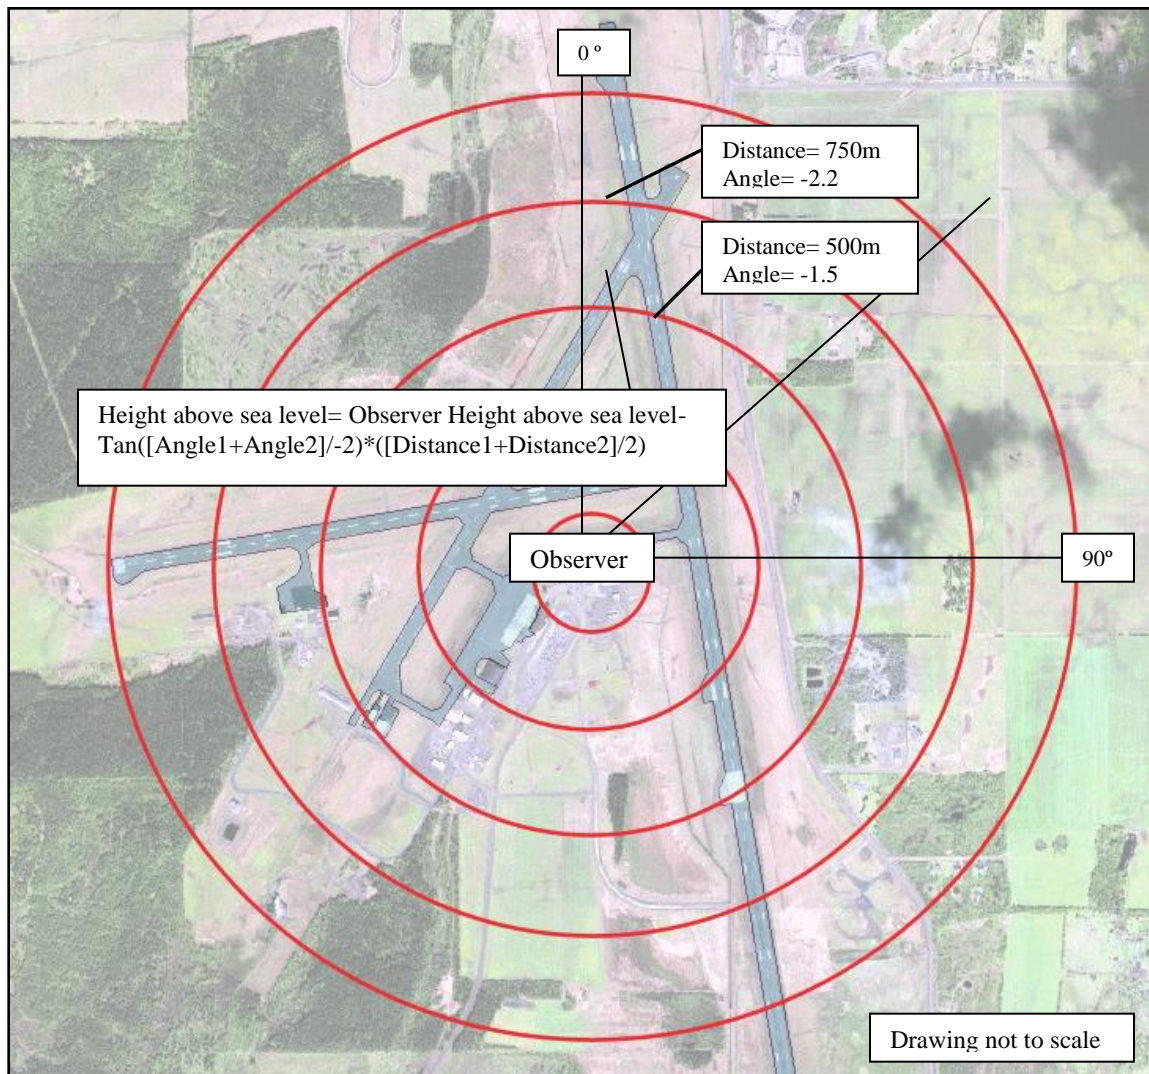 0 º
Distance= 750m
Angle= -2.2
Distance= 500m
Angle= -1.5
Height above sea level= Observer Height above sea level-
Tan([Angle1+Angle2]/-2)*([Distance1+Distance2]/2)
Observer
90º
Drawing not to scale